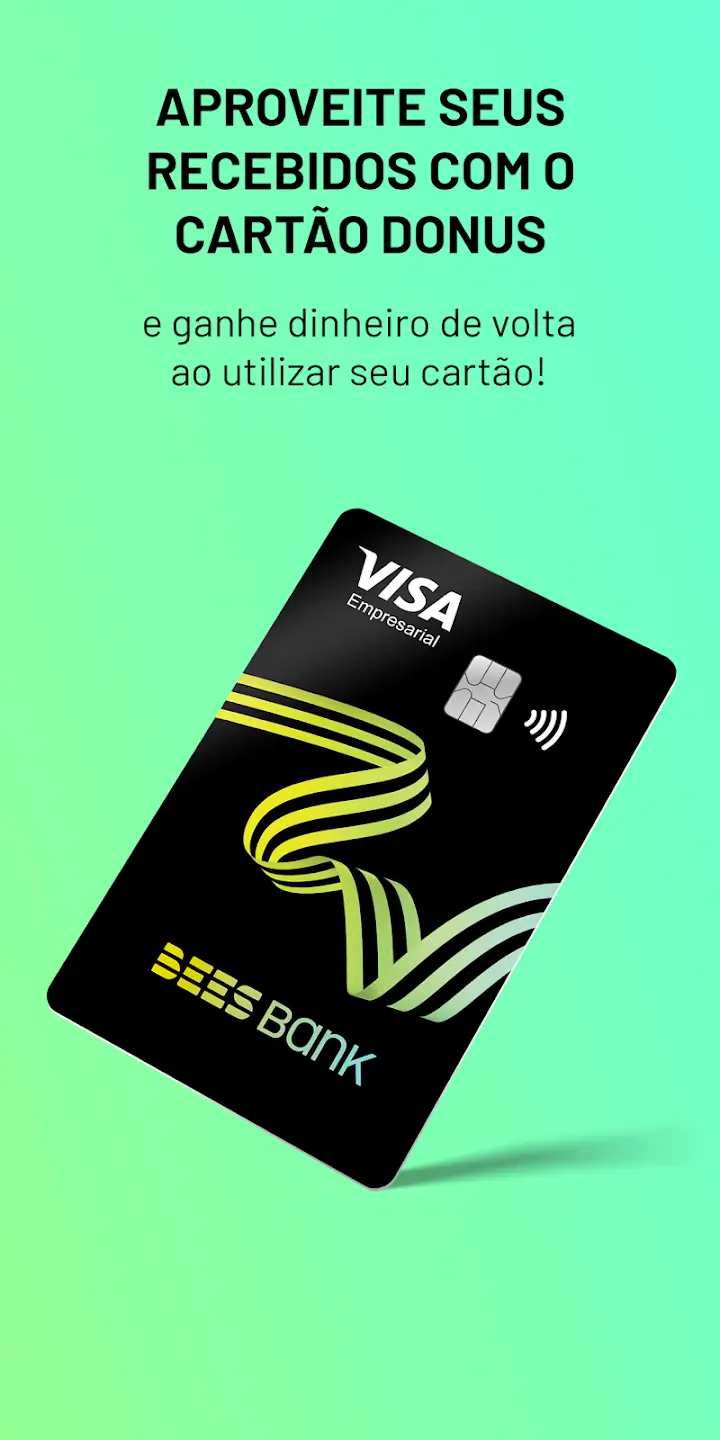 APROVEITE SEUS
RECEBIDOS COM O
CARTÃO DONUS
e ganhe dinheiro de volta
ao utilizar seu cartão!
VISA
Empresarial
BEES BANK